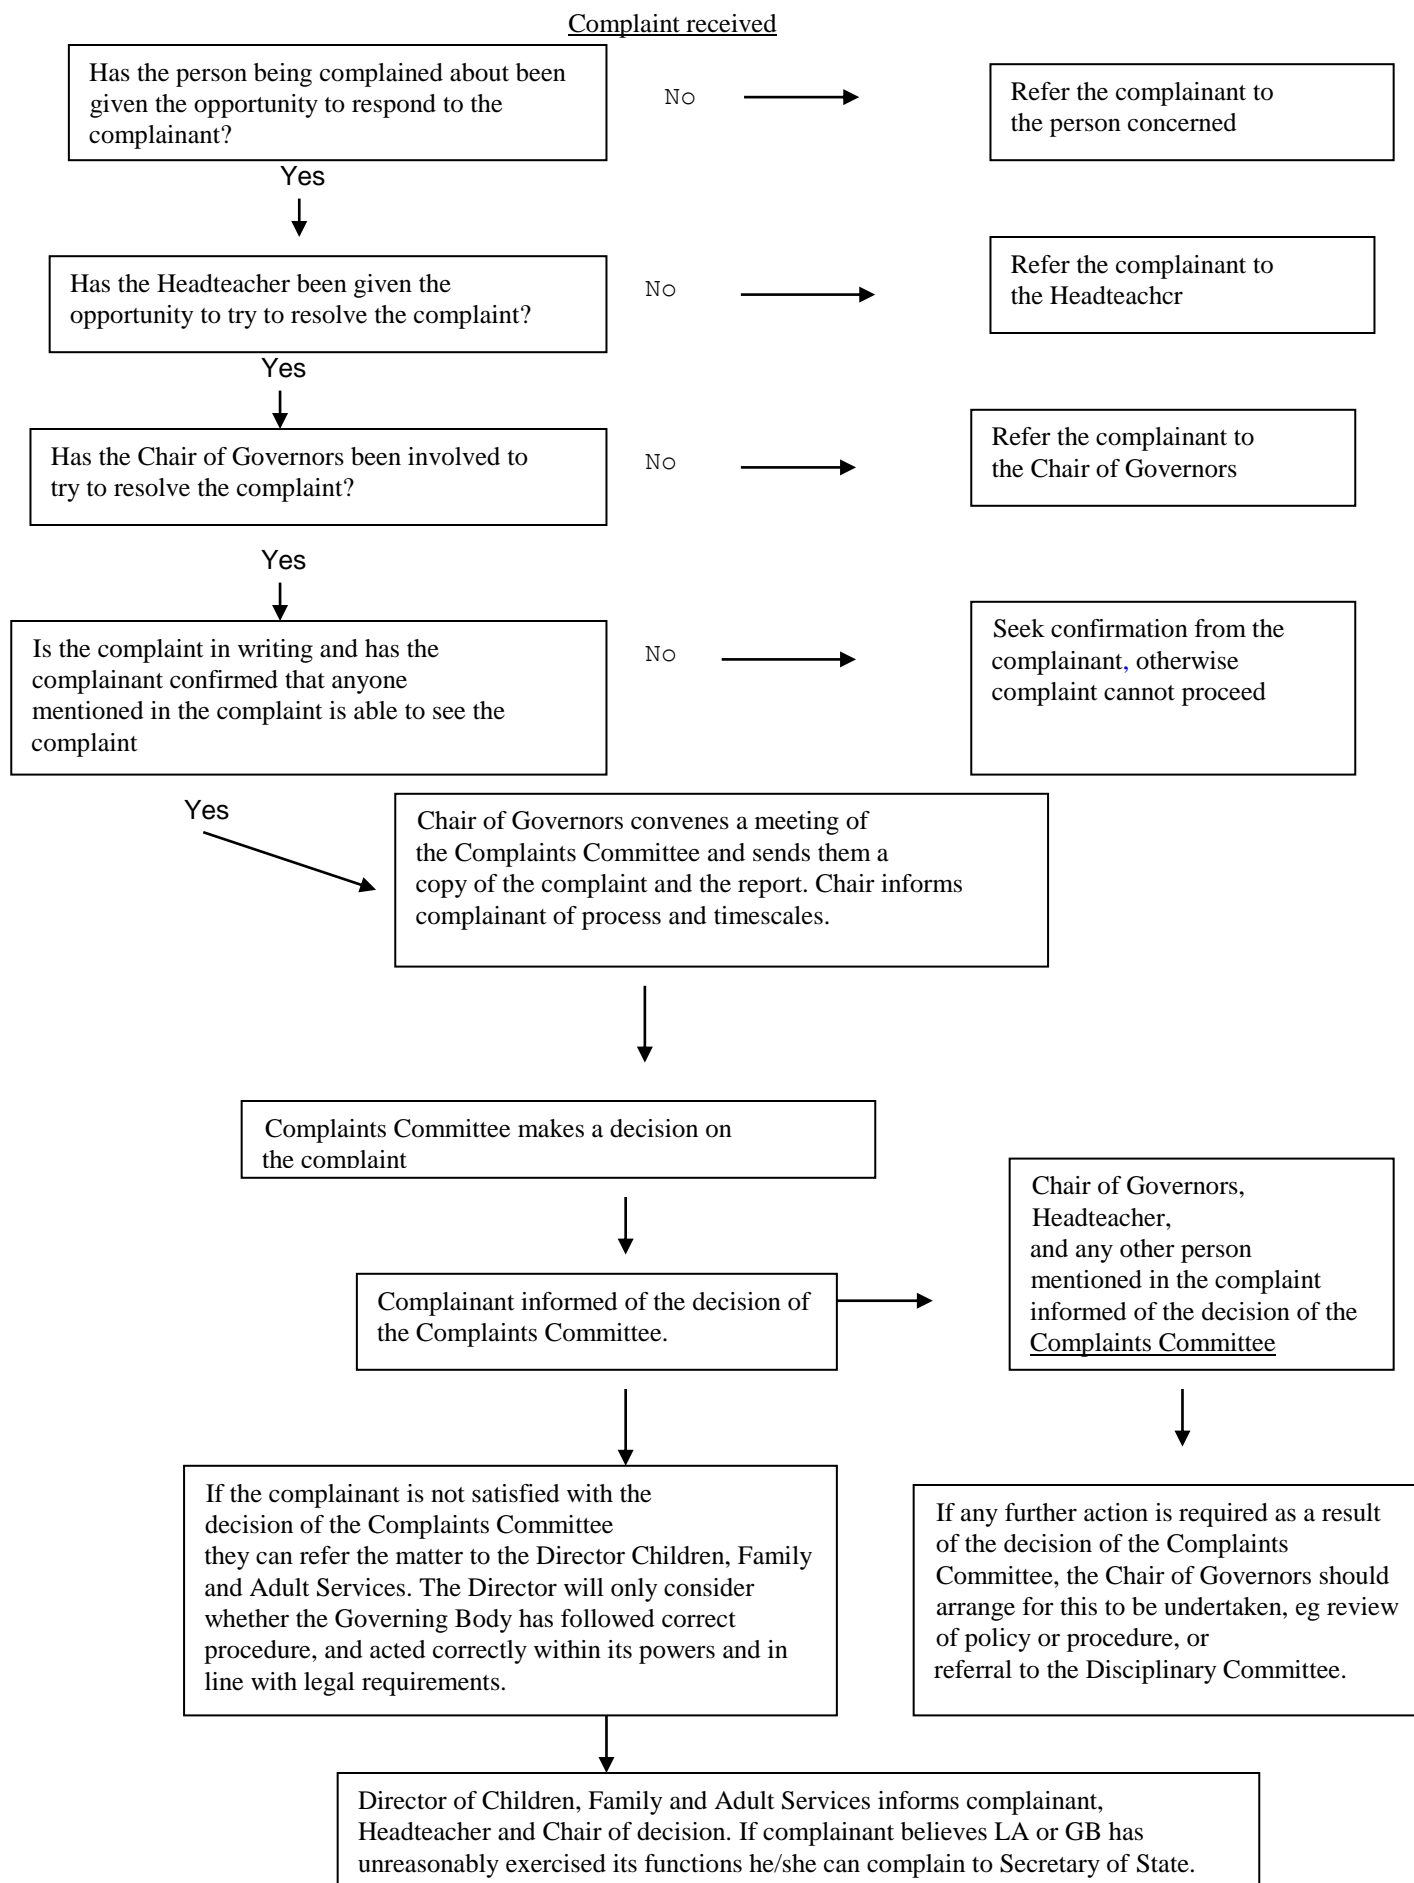 Complaint received
Has the person being complained about been
given the opportunity to respond to the
complainant?
No
Refer the complainant to
the person concerned
Yes
Has the Headteacher been given the
opportunity to try to resolve the complaint?
No
Refer the complainant to
the Headteachcr
Yes
Has the Chair of Governors been involved to
try to resolve the complaint?
No
Refer the complainant to
the Chair of Governors
Yes
Is the complaint in writing and has the
complainant confirmed that anyone
mentioned in the complaint is able to see the
complaint
No
Seek confirmation from the
complainant, otherwise
complaint cannot proceed
Yes
Chair of Governors convenes a meeting of
the Complaints Committee and sends them a
copy of the complaint and the report. Chair informs
complainant of process and timescales.
Complaints Committee makes a decision on
the complaint
Complainant informed of the decision of
the Complaints Committee.
Chair of Governors,
Headteacher,
and any other person
mentioned in the complaint
informed of the decision of the
Complaints Committee
If the complainant is not satisfied with the
decision of the Complaints Committee
they can refer the matter to the Director Children, Family
and Adult Services. The Director will only consider
whether the Governing Body has followed correct
procedure, and acted correctly within its powers and in
line with legal requirements.
If any further action is required as a result
of the decision of the Complaints
Committee, the Chair of Governors should
arrange for this to be undertaken, eg review
of policy or procedure, or
referral to the Disciplinary Committee.
Director of Children, Family and Adult Services informs complainant,
Headteacher and Chair of decision. If complainant believes LA or GB has
unreasonably exercised its functions he/she can complain to Secretary of State.